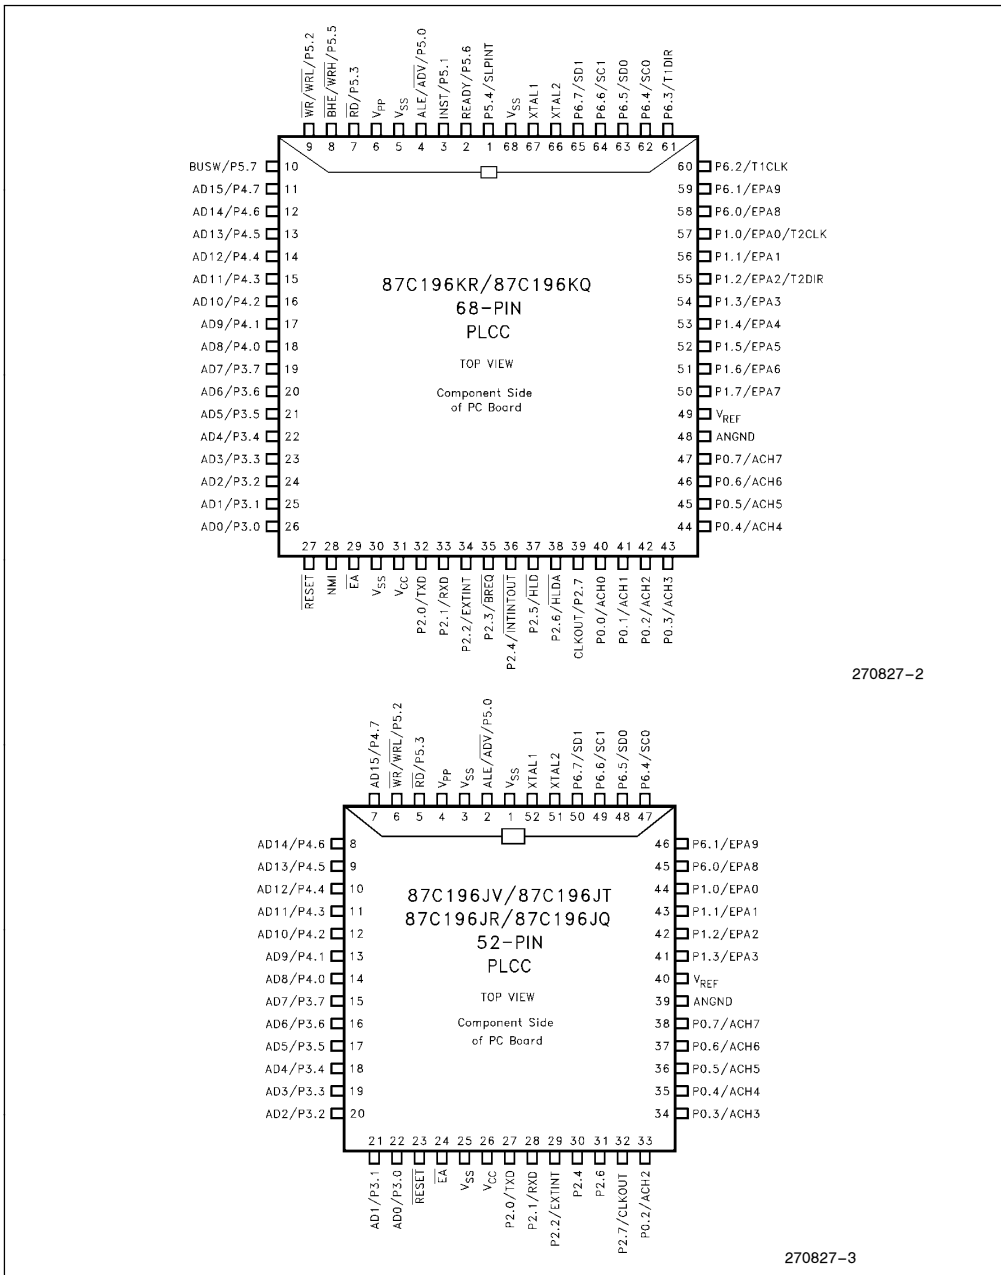 WR/WRL/P5.2
BHE/WRH/P5.5
RD/P5.3
VPP
VSS
ALE/ADV/P5.0
INST/P5.1
READY/P5.6
P5.4/SLPINT
VSS
XTAL1
XTAL2
P6.7/SD1
P6.6/SC1
P6.5/SD0
P6.4/SC0
P6.3/T1DIR
9 8 7 6 5 4 3 2 1 68 67 66 65 64 63 62 61
BUSW/P5.7 10
AD15/P4.7 11
AD14/P4.6 12
AD13/P4.5 13
AD12/P4.4 14
AD11/P4.3 15
AD10/P4.2 16
AD9/P4.1 17
AD8/P4.0 18
AD7/P3.7 19
AD6/P3.6 20
AD5/P3.5 21
AD4/P3.4 22
AD3/P3.3 23
AD2/P3.2 24
AD1/P3.1 25
AD0/P3.0 26
87C196KR/87C196KQ
68-PIN
PLCC
TOP VIEW
Component Side
of PC Board
60 P6.2/T1CLK
59 P6.1/EPA9
58 P6.0/EPA8
57 P1.0/EPA0/T2CLK
56 P1.1/EPA1
55 P1.2/EPA2/T2DIR
54 P1.3/EPA3
53 P1.4/EPA4
52 P1.5/EPA5
51 P1.6/EPA6
50 P1.7/EPA7
49 VREF
48 ANGND
47 P0.7/ACH7
46 P0.6/ACH6
45 P0.5/ACH5
44 P0.4/ACH4
27 28 29 30 31 32 33 34 35 36 37 38 39 40 41 42 43
RESET
NMI
EA
VSS
VCC
P2.0/TXD
P2.1/RXD
P2.2/EXTINT
P2.3/BREQ
P2.4/INTINTOUT
P2.5/HLD
P2.6/HLDA
CLKOUT/P2.7
P0.0/ACH0
P0.1/ACH1
P0.2/ACH2
P0.3/ACH3
270827-2
AD15/P4.7
WR/WRL/P5.2
RD/P5.3
VPP
VSS
ALE/ADV/P5.0
VSS
XTAL1
XTAL2
P6.7/SD1
P6.6/SC1
P6.5/SD0
P6.4/SC0
7 6 5 4 3 2 1 52 51 50 49 48 47
AD14/P4.6 8
AD13/P4.5 9
AD12/P4.4 10
AD11/P4.3 11
AD10/P4.2 12
AD9/P4.1 13
AD8/P4.0 14
AD7/P3.7 15
AD6/P3.6 16
AD5/P3.5 17
AD4/P3.4 18
AD3/P3.3 19
AD2/P3.2 20
87C196JV/87C196JT
87C196JR/87C196JQ
52-PIN
PLCC
TOP VIEW
Component Side
of PC Board
46 P6.1/EPA9
45 P6.0/EPA8
44 P1.0/EPA0
43 P1.1/EPA1
42 P1.2/EPA2
41 P1.3/EPA3
40 VREF
39 ANGND
38 P0.7/ACH7
37 P0.6/ACH6
36 P0.5/ACH5
35 P0.4/ACH4
34 P0.3/ACH3
21 22 23 24 25 26 27 28 29 30 31 32 33
AD1/P3.1
AD0/P3.0
RESET
EA
VSS
VCC
P2.0/TXD
P2.1/RXD
P2.2/EXTINT
P2.4
P2.6
P2.7/CLKOUT
P0.2/ACH2
270827-3